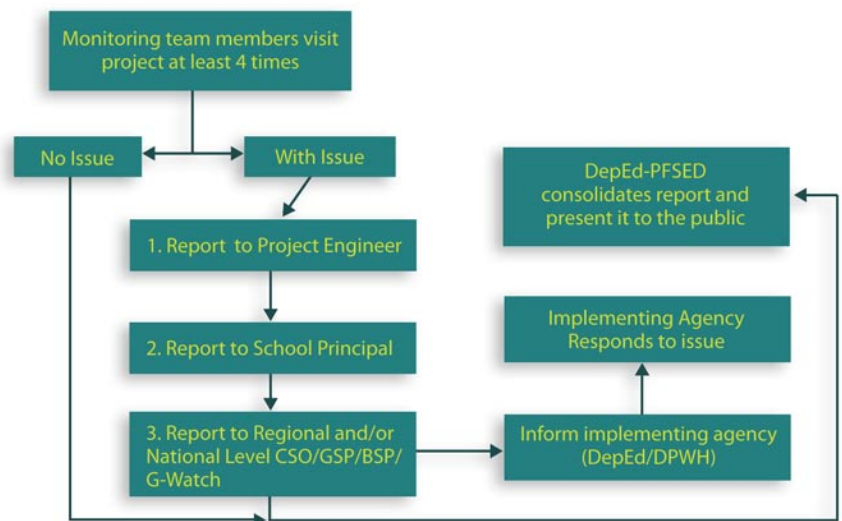 Monitoring team members visit
project at least 4 times
No Issue
With Issue
1. Report to Project Engineer
2. Report to School Principal
3. Report to Regional and/or
National Level CSO/GSP/BSP/
G-Watch
Inform implementing agency
(DepEd/DPWH)
Implementing Agency
Responds to issue
DepEd-PFSED
consolidates report and
present it to the public